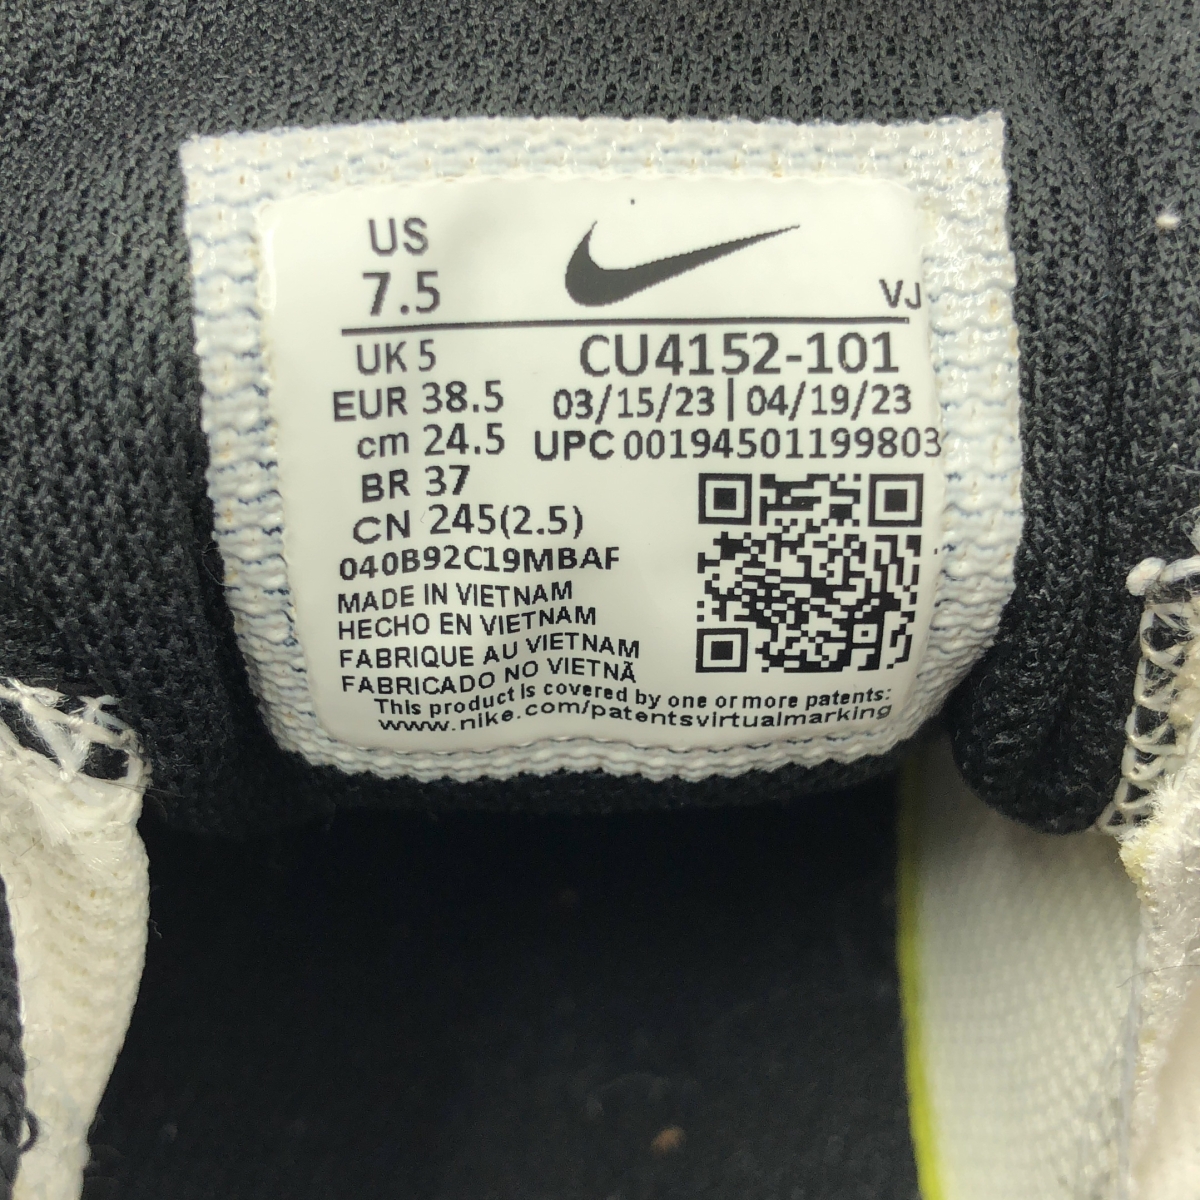 US
7.5
VJ
UK 5
CU4152-101
EUR 38.5
03/15/23 | 04/19/23
cm 24.5
UPC 00194501199803
BR 37
CN 245(2.5)
040B92C19MBAF
MADE IN VIETNAM
HECHO EN VIETNAM
FABRIQUE AU VIETNAM
FABRICADO NO VIETNÃ
This product is covered by one or more patents:
www.nike.com/patentsvirtualmarking